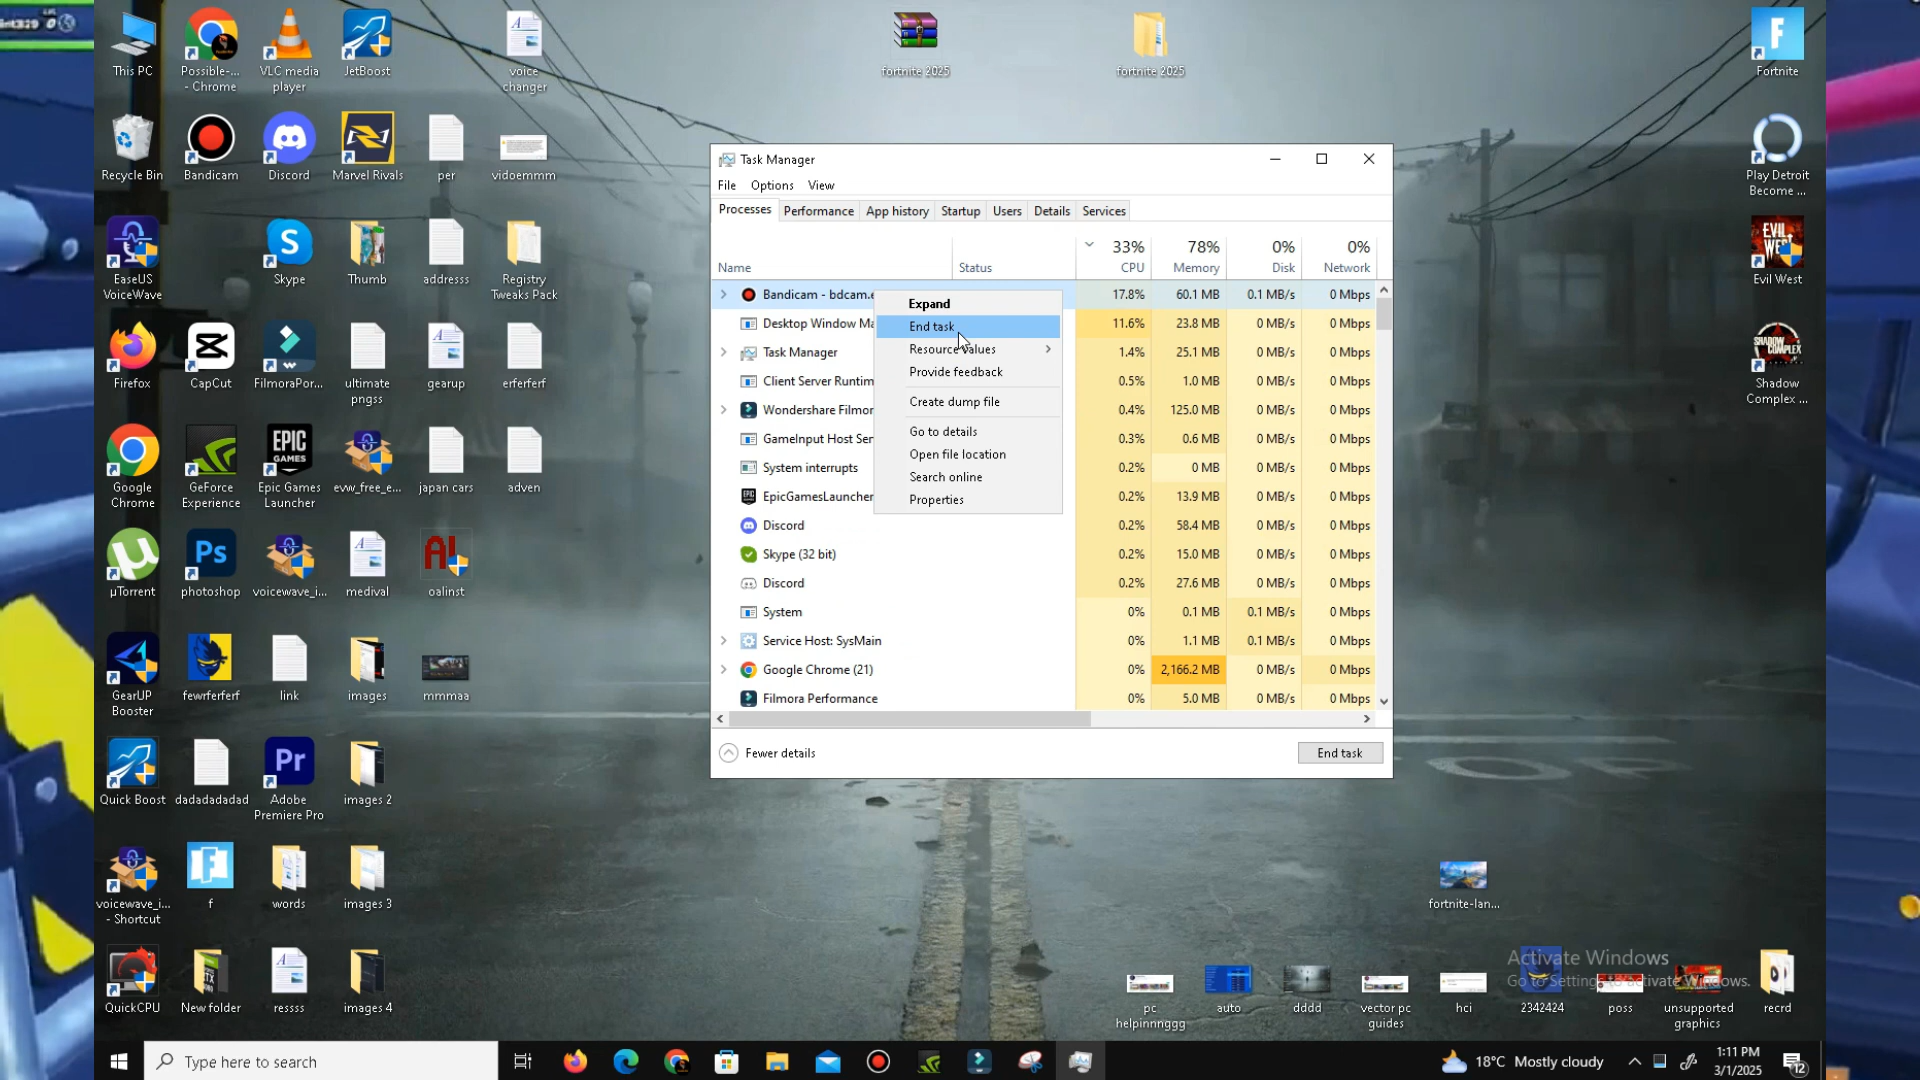 This PC
Possible-...
- Chrome
VLC media
player
JetBoost
voice
changer
fortnite 2025
fortnite 2025
Fortnite
Recycle Bin
Bandicam
Discord
Marvel Rivals
per
vidoemmm
Play Detroit
Become ...
EaseUS
VoiceWave
Skype
Thumb
addresss
Registry
Tweaks Pack
EVIL
WEST
Evil West
Firefox
CapCut
FilmoraPor...
ultimate
pngss
gearup
erferferf
SHADOW
COMPLEX
Shadow
Complex ...
Google
Chrome
GeForce
Experience
EPIC
GAMES
Epic Games
Launcher
evw_free_e...
japan cars
adven
µTorrent
Ps
photoshop
voicewave_i...
medival
oalinst
GearUP
Booster
fewrferferf
link
images
mmmaa
Quick Boost
dadadadadad
Pr
Adobe
Premiere Pro
images 2
voicewave_i...
- Shortcut
f
words
images 3
QuickCPU
New folder
ressss
images 4
Task Manager
File Options View
Processes Performance App history Startup Users Details Services
33% 78% 0% 0%
Name Status CPU Memory Disk Network
Bandicam - bdcam.e 17.8% 60.1 MB 0.1 MB/s 0 Mbps
Desktop Window Ma 11.6% 23.8 MB 0 MB/s 0 Mbps
Task Manager 1.4% 25.1 MB 0 MB/s 0 Mbps
Client Server Runtim 0.5% 1.0 MB 0 MB/s 0 Mbps
Wondershare Filmor 0.4% 125.0 MB 0 MB/s 0 Mbps
GameInput Host Ser 0.3% 0.6 MB 0 MB/s 0 Mbps
System interrupts 0.2% 0 MB 0 MB/s 0 Mbps
EpicGamesLauncher 0.2% 13.9 MB 0 MB/s 0 Mbps
Discord 0.2% 58.4 MB 0 MB/s 0 Mbps
Skype (32 bit) 0.2% 15.0 MB 0 MB/s 0 Mbps
Discord 0.2% 27.6 MB 0 MB/s 0 Mbps
System 0% 0.1 MB 0.1 MB/s 0 Mbps
Service Host: SysMain 0% 1.1 MB 0.1 MB/s 0 Mbps
Google Chrome (21) 0% 2,166.2 MB 0 MB/s 0 Mbps
Filmora Performance 0% 5.0 MB 0 MB/s 0 Mbps
Expand
End task
Resource values
Provide feedback
Create dump file
Go to details
Open file location
Search online
Properties
Fewer details
End task
fortnite-lan...
Activate Windows
Go to Settings to activate Windows.
pc
helpinnnggg
auto
dddd
vector pc
guides
hci
2342424
poss
unsupported
graphics
recrd
Type here to search
18°C Mostly cloudy
1:11 PM
3/1/2025
12